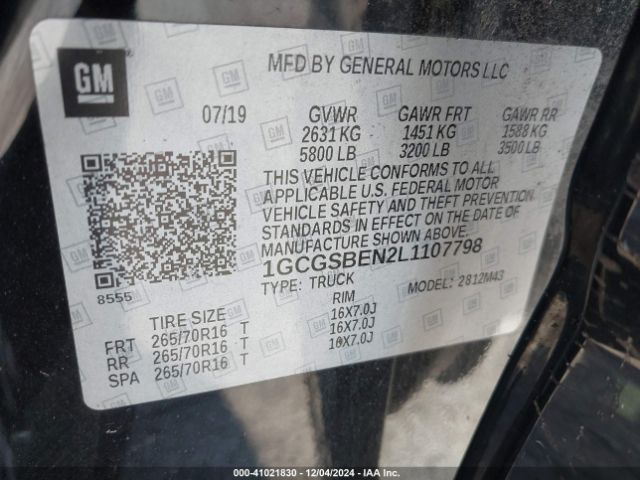 GM
MFD BY GENERAL MOTORS LLC
07/19 GVWR GAWR FRT GAWR RR
2631 KG 1451 KG 1588 KG
5800 LB 3200 LB 3500 LB
THIS VEHICLE CONFORMS TO ALL
APPLICABLE U.S. FEDERAL MOTOR
VEHICLE SAFETY AND THEFT PREVENTION
STANDARDS IN EFFECT ON THE DATE OF
MANUFACTURE SHOWN ABOVE.
1GCGSBEN2L1107798
8555 TYPE: TRUCK MODEL: 2812M43
TIRE SIZE RIM
FRT 265/70R16 T 16X7.0J
RR 265/70R16 T 16X7.0J
SPA 265/70R16 T 16X7.0J
000-41021830 - 12/04/2024 - IAA Inc.